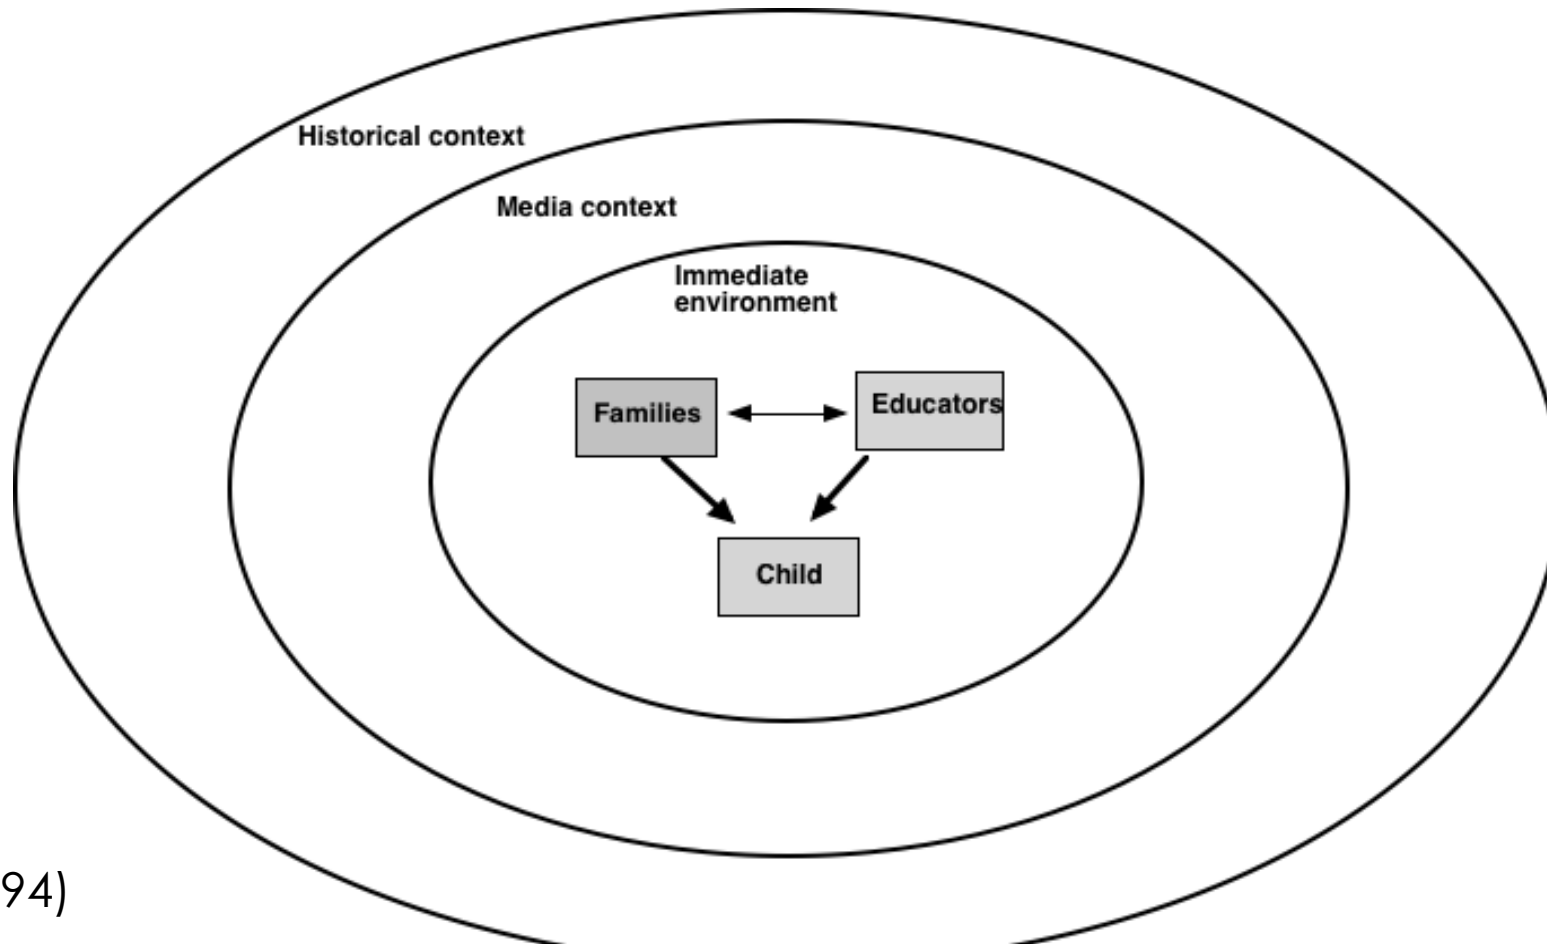 Historical context
Media context
Immediate
environment
Families
Educators
Child
94)